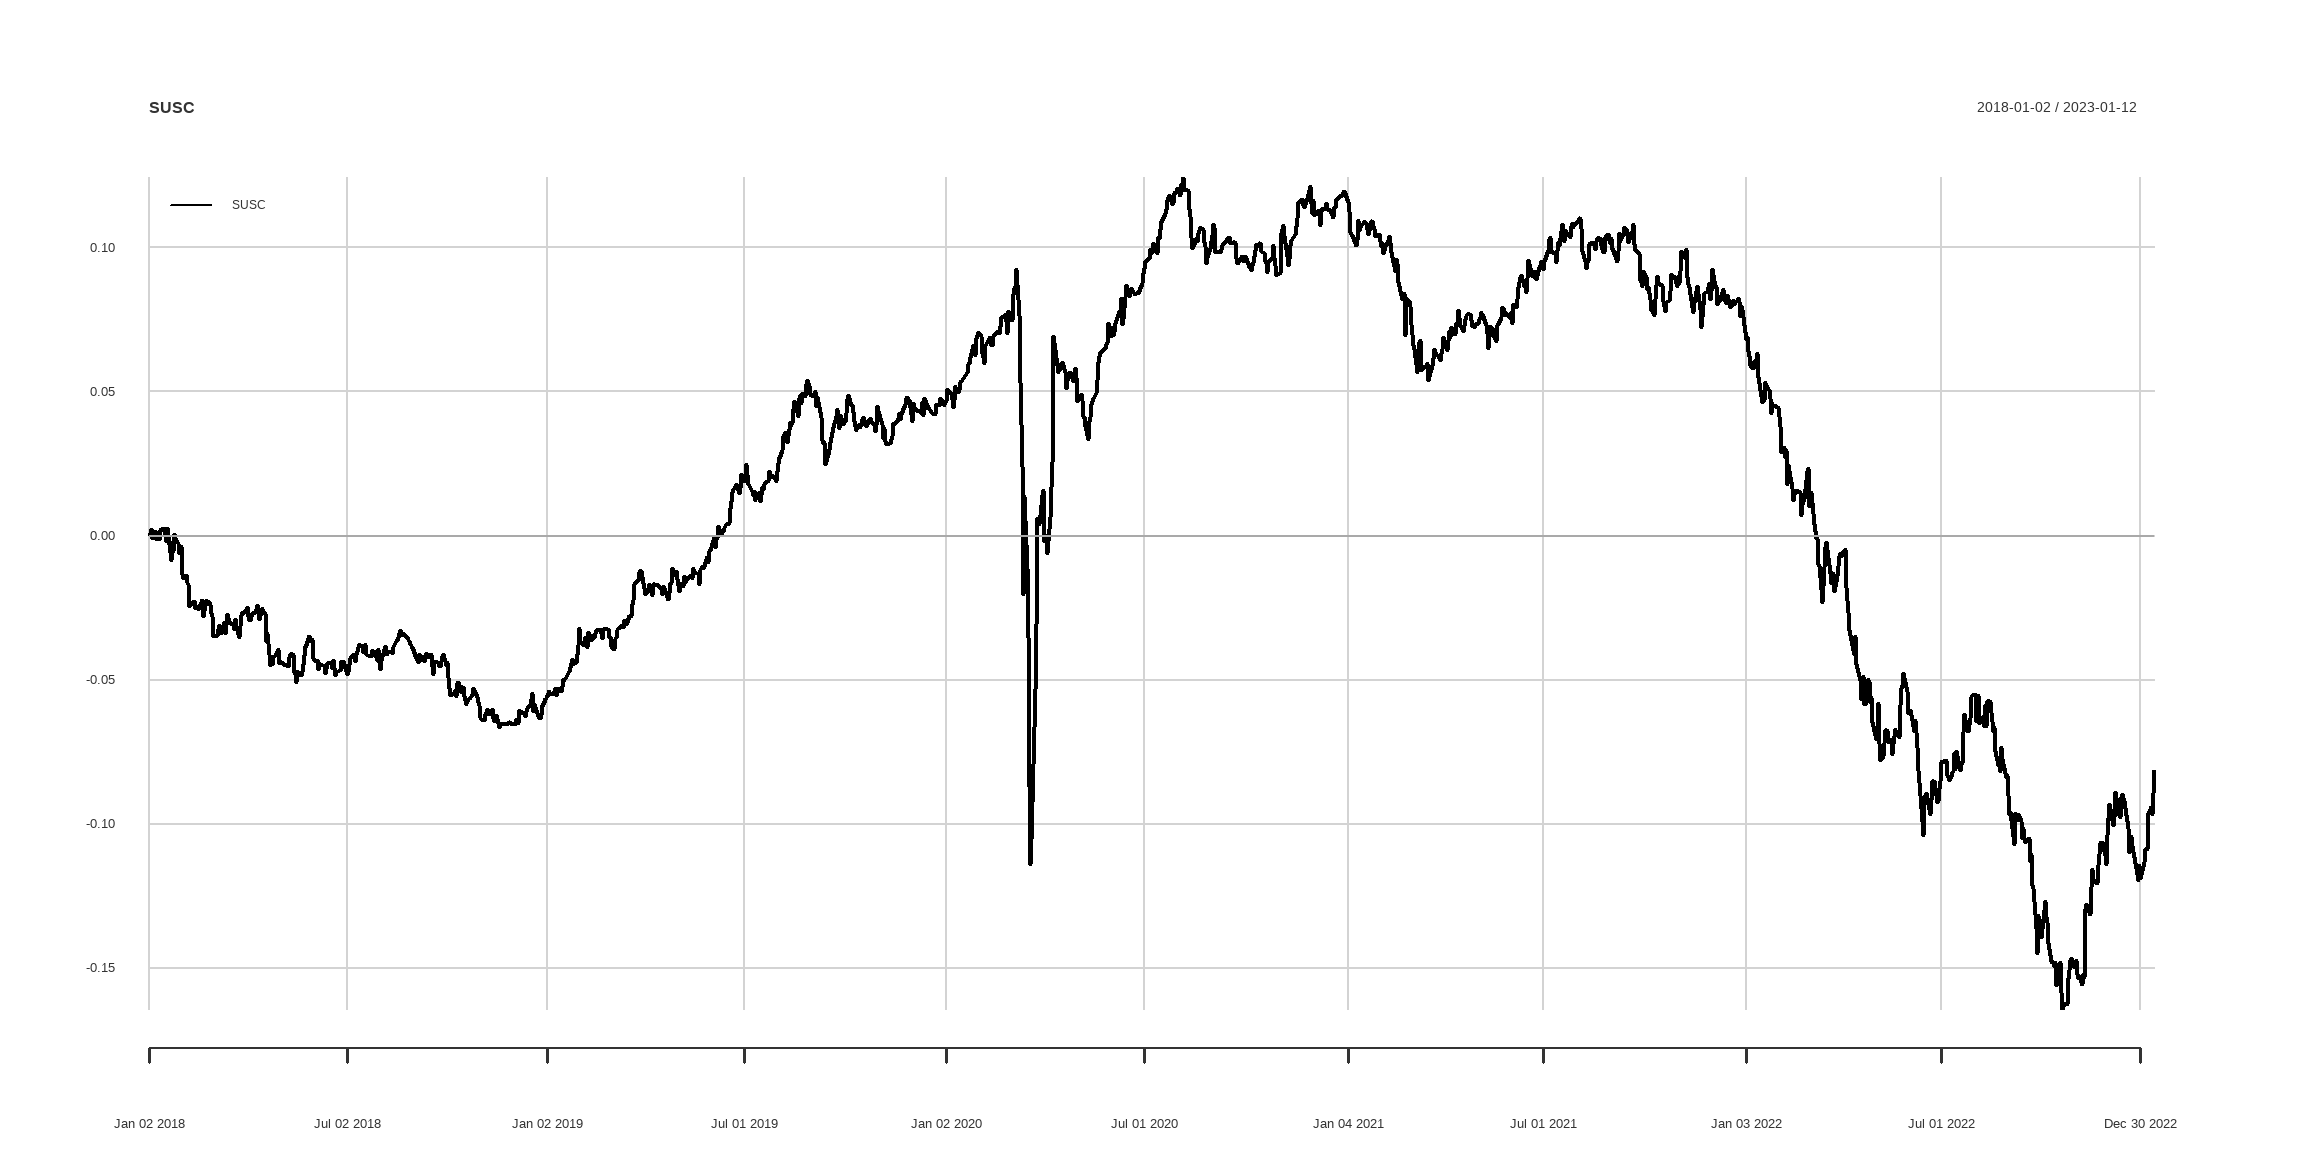 SUSC
2018-01-02 / 2023-01-12
SUSC
0.10
0.05
0.00
-0.05
-0.10
-0.15
Jan 02 2018
Jul 02 2018
Jan 02 2019
Jul 01 2019
Jan 02 2020
Jul 01 2020
Jan 04 2021
Jul 01 2021
Jan 03 2022
Jul 01 2022
Dec 30 2022